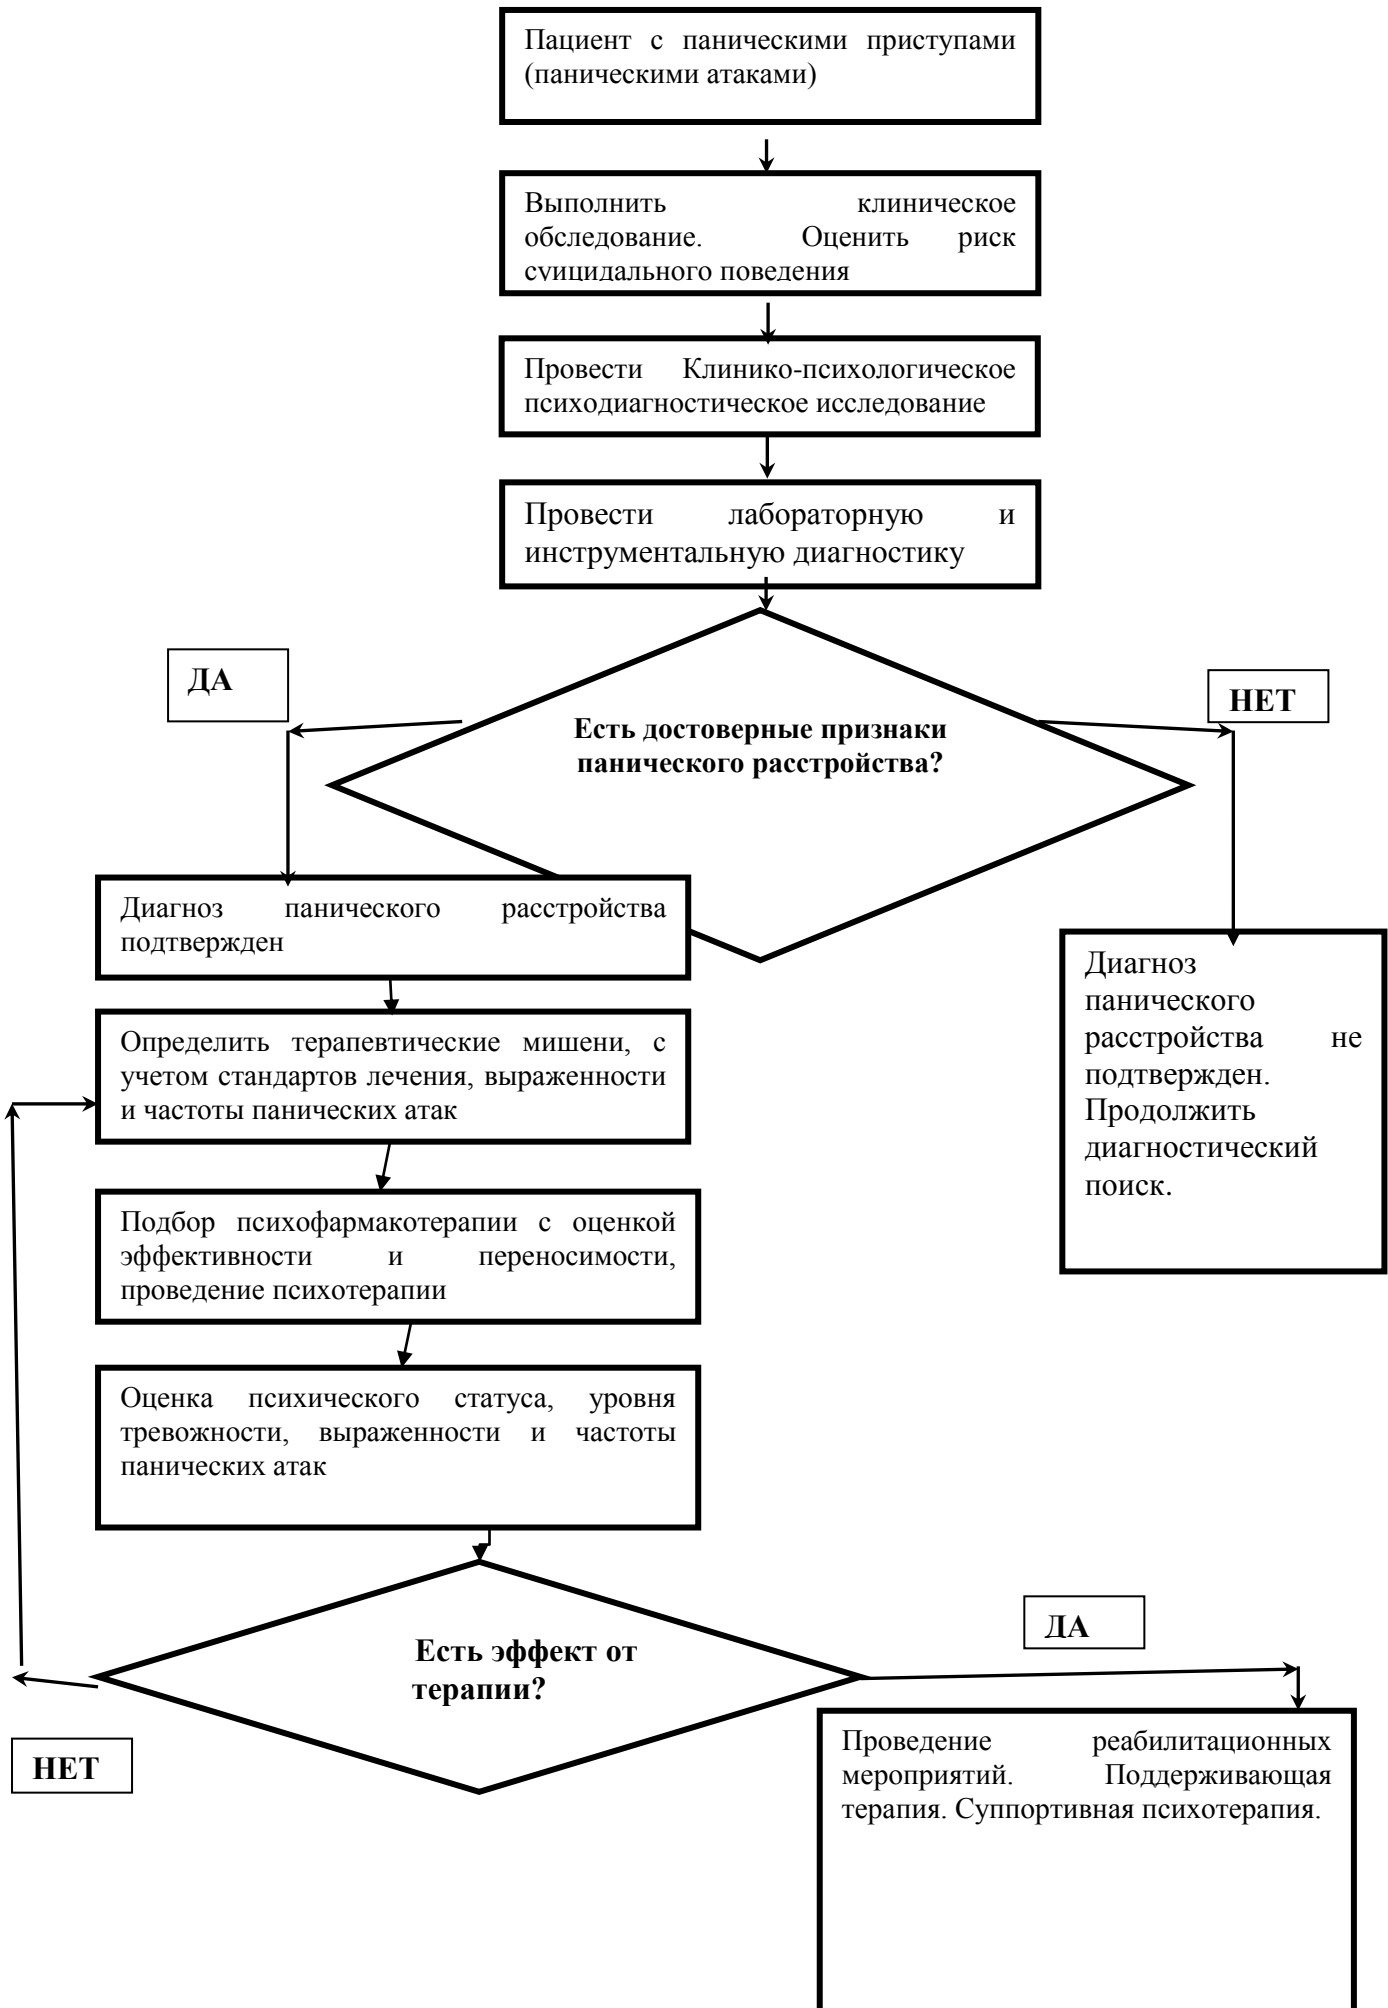 Пациент с паническими приступами
(паническими атаками)
Выполнить клиническое
обследование. Оценить риск
суицидального поведения
Провести Клинико-психологическое
психодиагностическое исследование
Провести лабораторную и
инструментальную диагностику
ДА
НЕТ
Есть достоверные признаки
панического расстройства?
Диагноз панического расстройства
подтвержден
Диагноз
панического
расстройства не
подтвержден.
Продолжить
диагностический
поиск.
Определить терапевтические мишени, с
учетом стандартов лечения, выраженности
и частоты панических атак
Подбор психофармакотерапии с оценкой
эффективности и переносимости,
проведение психотерапии
Оценка психического статуса, уровня
тревожности, выраженности и частоты
панических атак
Есть эффект от
терапии?
ДА
НЕТ
Проведение реабилитационных
мероприятий. Поддерживающая
терапия. Суппортивная психотерапия.